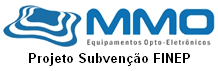 MMO
Equipamentos Opto-Eletrônicos
Projeto Subvenção FINEP